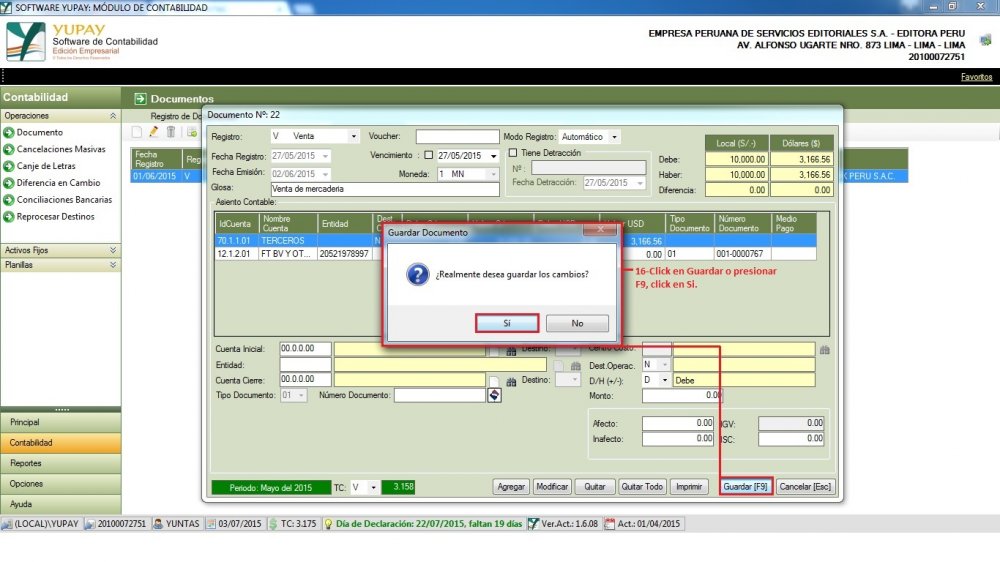 SOFTWARE YUPAY: MÓDULO DE CONTABILIDAD
YUPAY
Software de Contabilidad
Edición Empresarial
EMPRESA PERUANA DE SERVICIOS EDITORIALES S.A. - EDITORA PERU
AV. ALFONSO UGARTE NRO. 873 LIMA - LIMA - LIMA
20100072751
Favoritos
Contabilidad
Operaciones
Documento
Cancelaciones Masivas
Canje de Letras
Diferencia en Cambio
Conciliaciones Bancarias
Reprocesar Destinos
Activos Fijos
Planillas
Principal
Contabilidad
Reportes
Opciones
Ayuda
Documentos
Registro de Do
Fecha Registro
Reg
01/06/2015 V
PERU S.A.C.
Documento Nº: 22
Registro: V Venta Voucher: Modo Registro: Automático
Fecha Registro: 27/05/2015 Vencimiento : 27/05/2015 Tiene Detracción
Nº :
Fecha Emisión: 02/06/2015 Moneda: 1 MN Fecha Detracción: 27/05/2015
Glosa: Venta de mercaderia
Local (S/.-) Dólares ($)
Debe: 10,000.00 3,166.56
Haber: 10,000.00 3,166.56
Diferencia: 0.00 0.00
Asiento Contable:
IdCuenta Nombre Cuenta Entidad Dest USD Tipo Documento Número Documento Medio Pago
70.1.1.01 TERCEROS N 3,166.56
12.1.2.01 FT BV Y OT... 20521978997 0.00 01 001-0000767
Guardar Documento
¿Realmente desea guardar los cambios?
Sí No
16-Click en Guardar o presionar
F9, click en Si.
Cuenta Inicial: 00.0.0.00 Destino: Centro Costo:
Entidad: Dest.Operac. N
Cuenta Cierre: 00.0.0.00 Destino: D/H (+/-): D Debe
Tipo Documento: 01 Número Documento: Monto: 0.00
Afecto: 0.00 IGV: 0.00
Inafecto: 0.00 ISC: 0.00
Periodo: Mayo del 2015 TC: V 3.158 Agregar Modificar Quitar Quitar Todo Imprimir Guardar [F9] Cancelar [Esc]
(LOCAL)\YUPAY 20100072751 YUNTAS 03/07/2015 TC: 3.175 Día de Declaración: 22/07/2015, faltan 19 días Ver.Act.: 1.6.08 Act.: 01/04/2015